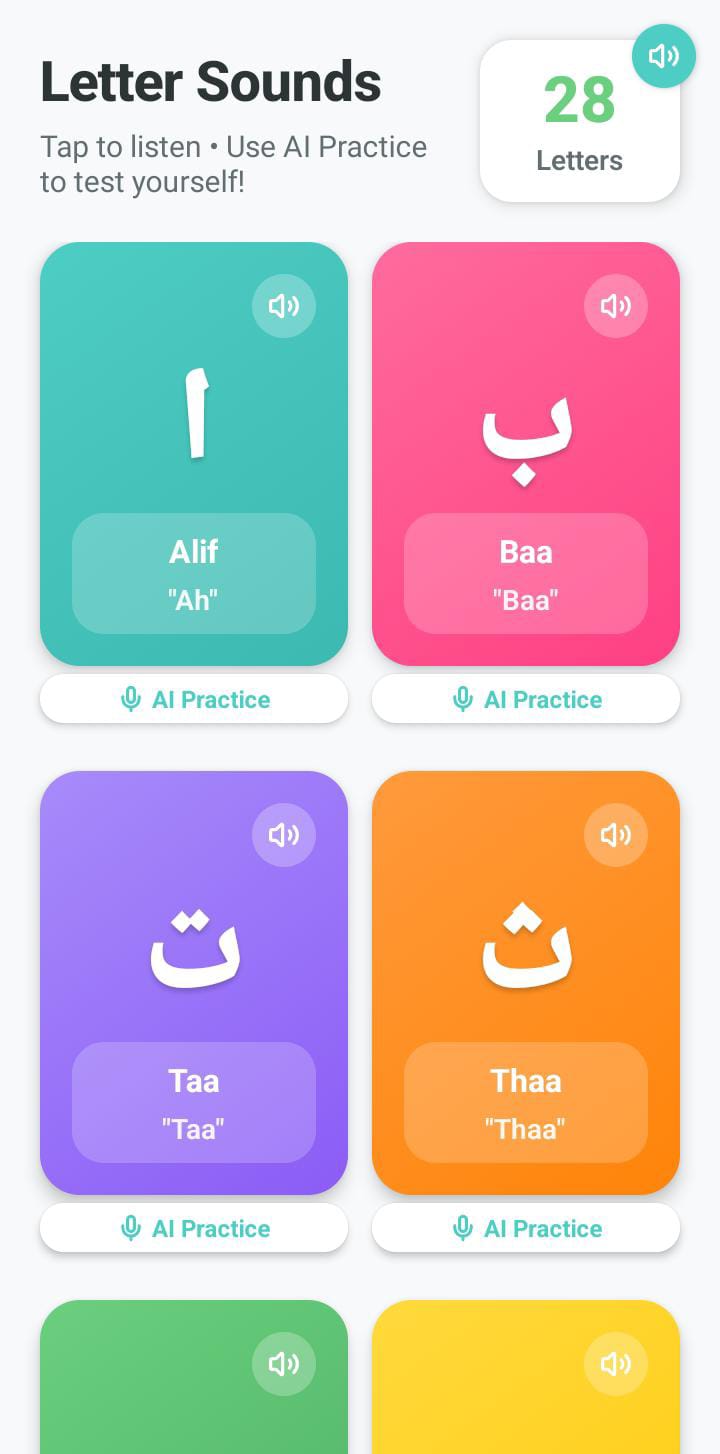 Letter Sounds
Tap to listen • Use AI Practice
to test yourself!
28
Letters
ا
Alif
"Ah"
AI Practice
ب
Baa
"Baa"
AI Practice
ت
Taa
"Taa"
AI Practice
ث
Thaa
"Thaa"
AI Practice